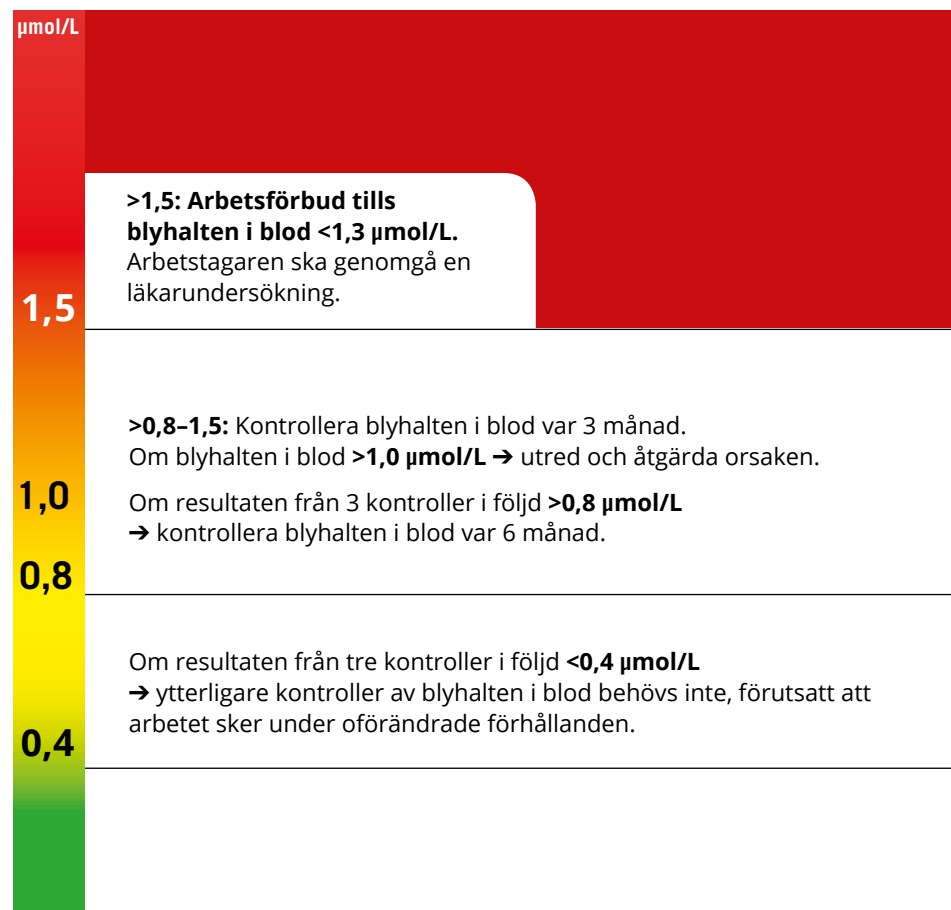 µmol/L
>1,5: Arbetsförbud tills
blyhalten i blod <1,3 µmol/L.
Arbetstagaren ska genomgå en
läkarundersökning.
1,5
>0,8–1,5: Kontrollera blyhalten i blod var 3 månad.
Om blyhalten i blod >1,0 µmol/L ➔ utred och åtgärda orsaken.
1,0
Om resultaten från 3 kontroller i följd >0,8 µmol/L
➔ kontrollera blyhalten i blod var 6 månad.
0,8
Om resultaten från tre kontroller i följd <0,4 µmol/L
➔ ytterligare kontroller av blyhalten i blod behövs inte, förutsatt att
arbetet sker under oförändrade förhållanden.
0,4